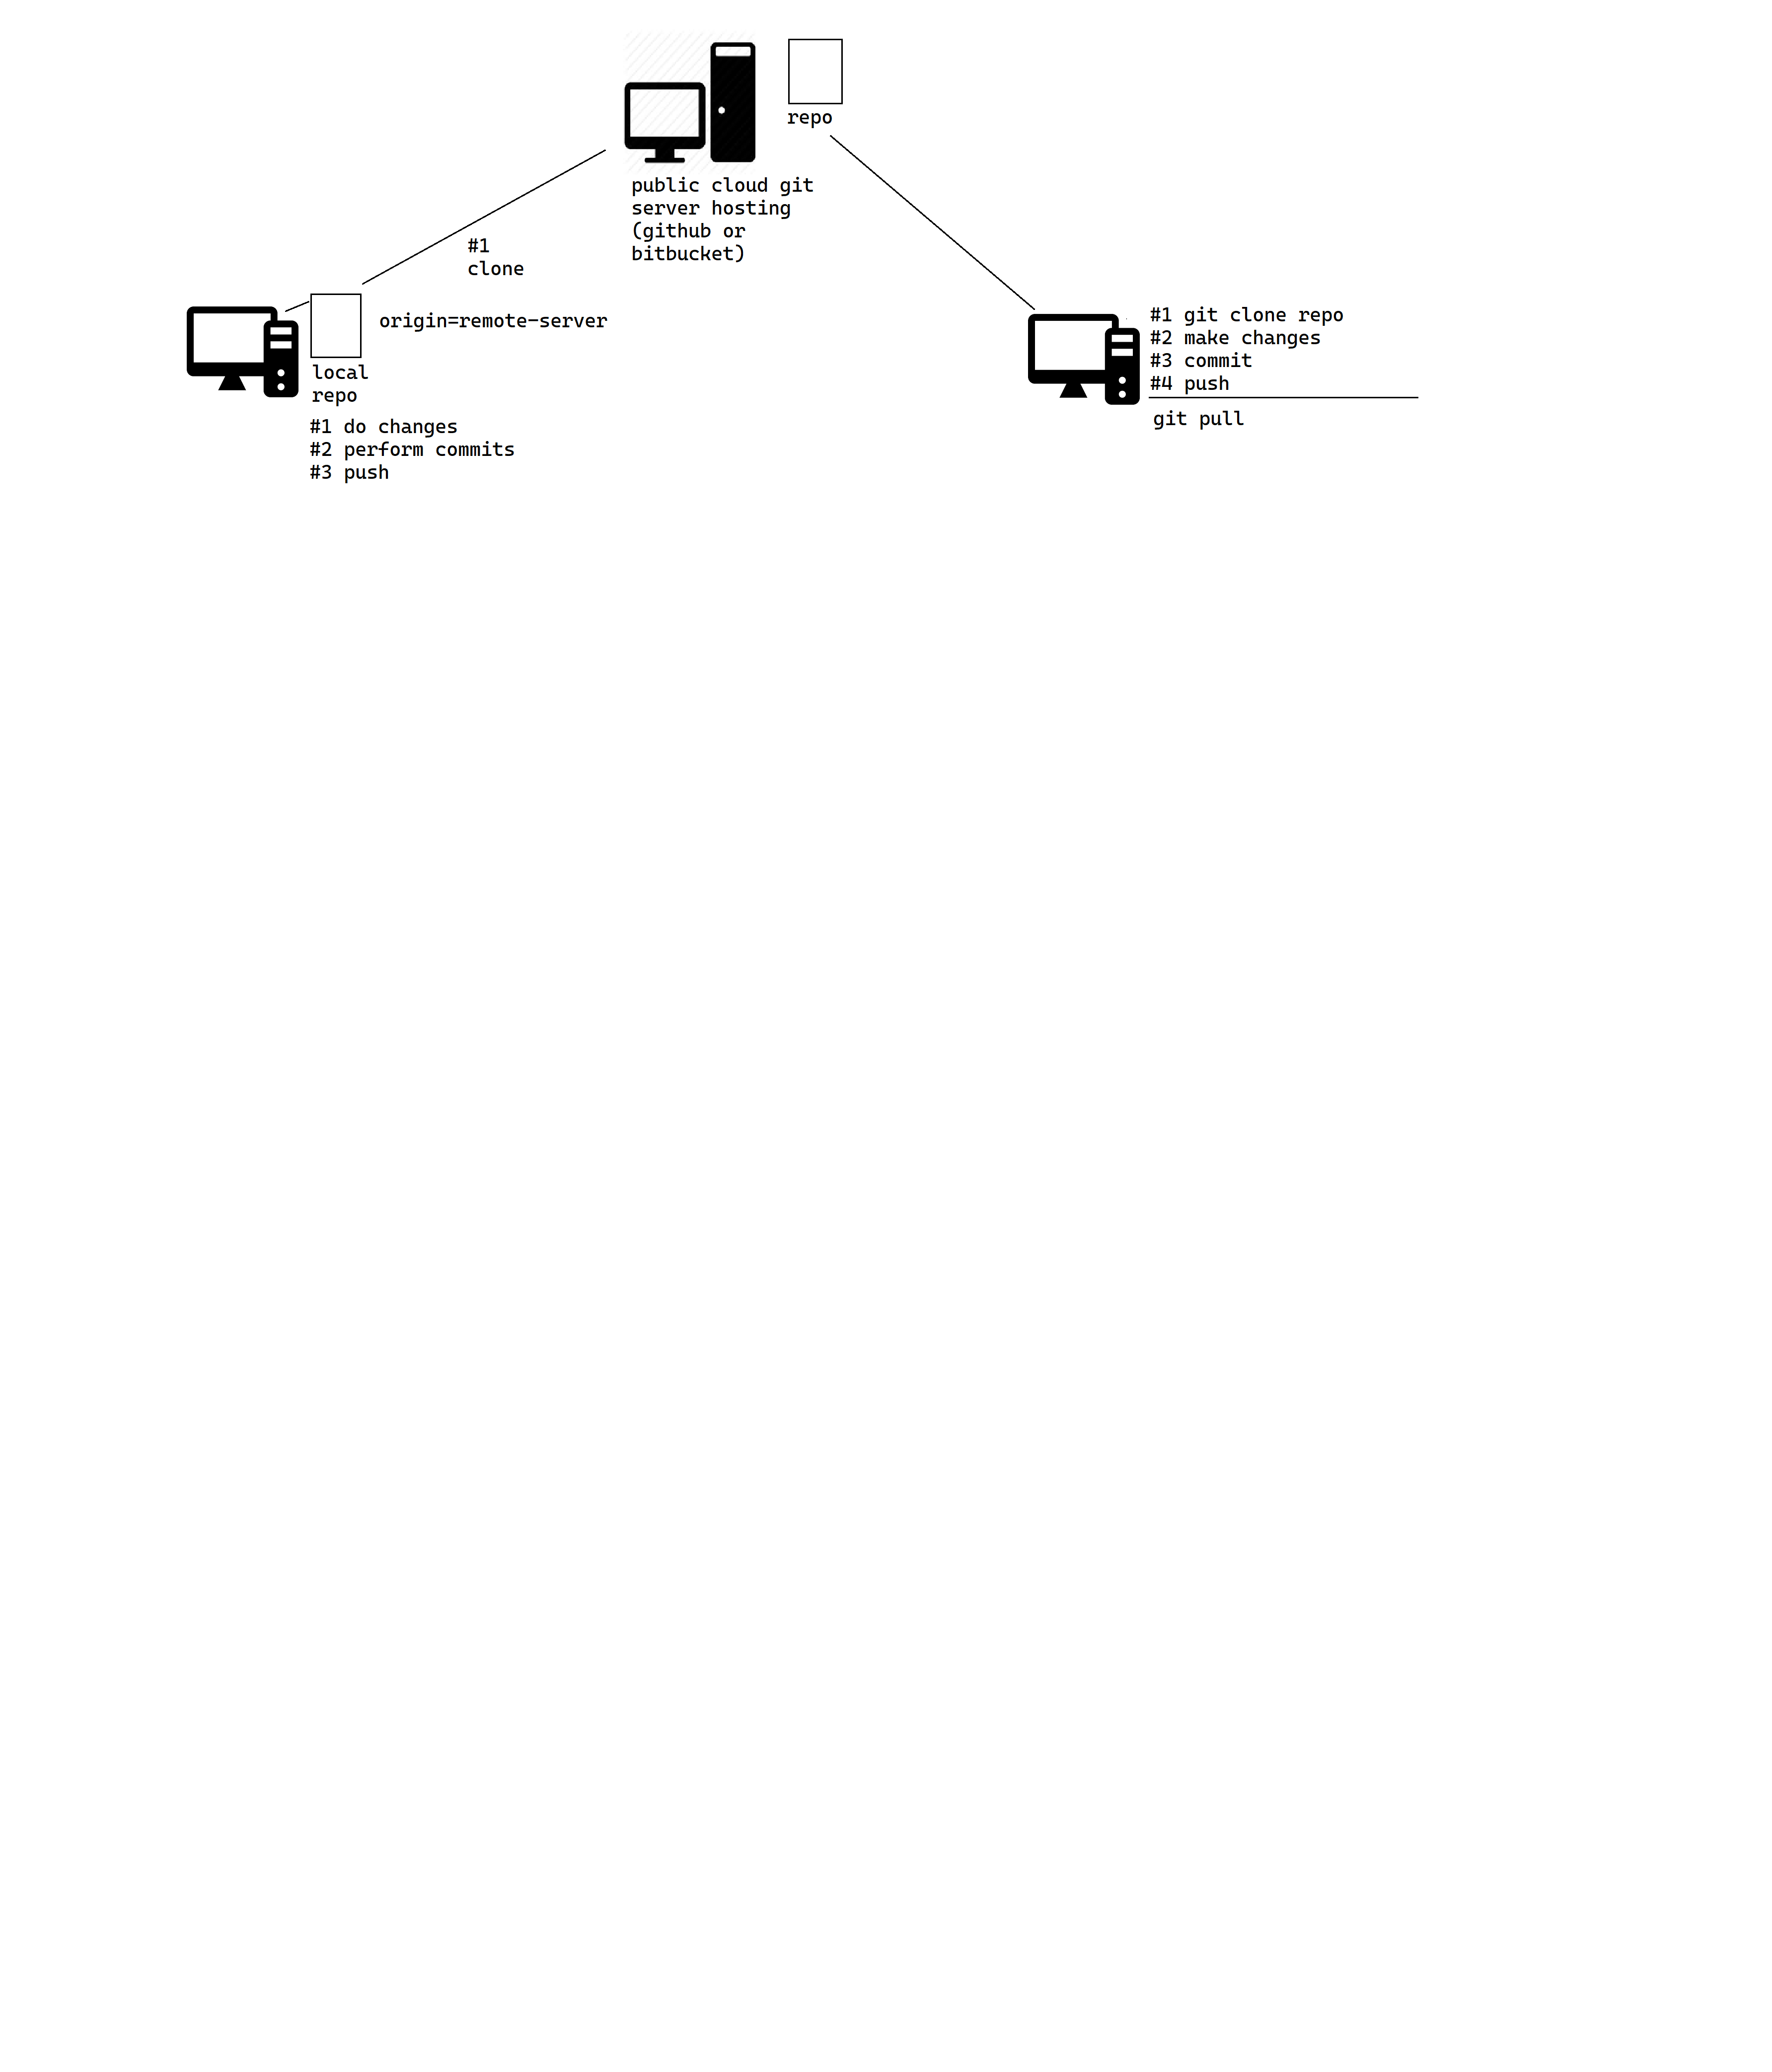 repo
public cloud git
server hosting
(github or
bitbucket)
#1
clone
origin=remote-server
local
repo
#1 do changes
#2 perform commits
#3 push
#1 git clone repo
#2 make changes
#3 commit
#4 push
git pull